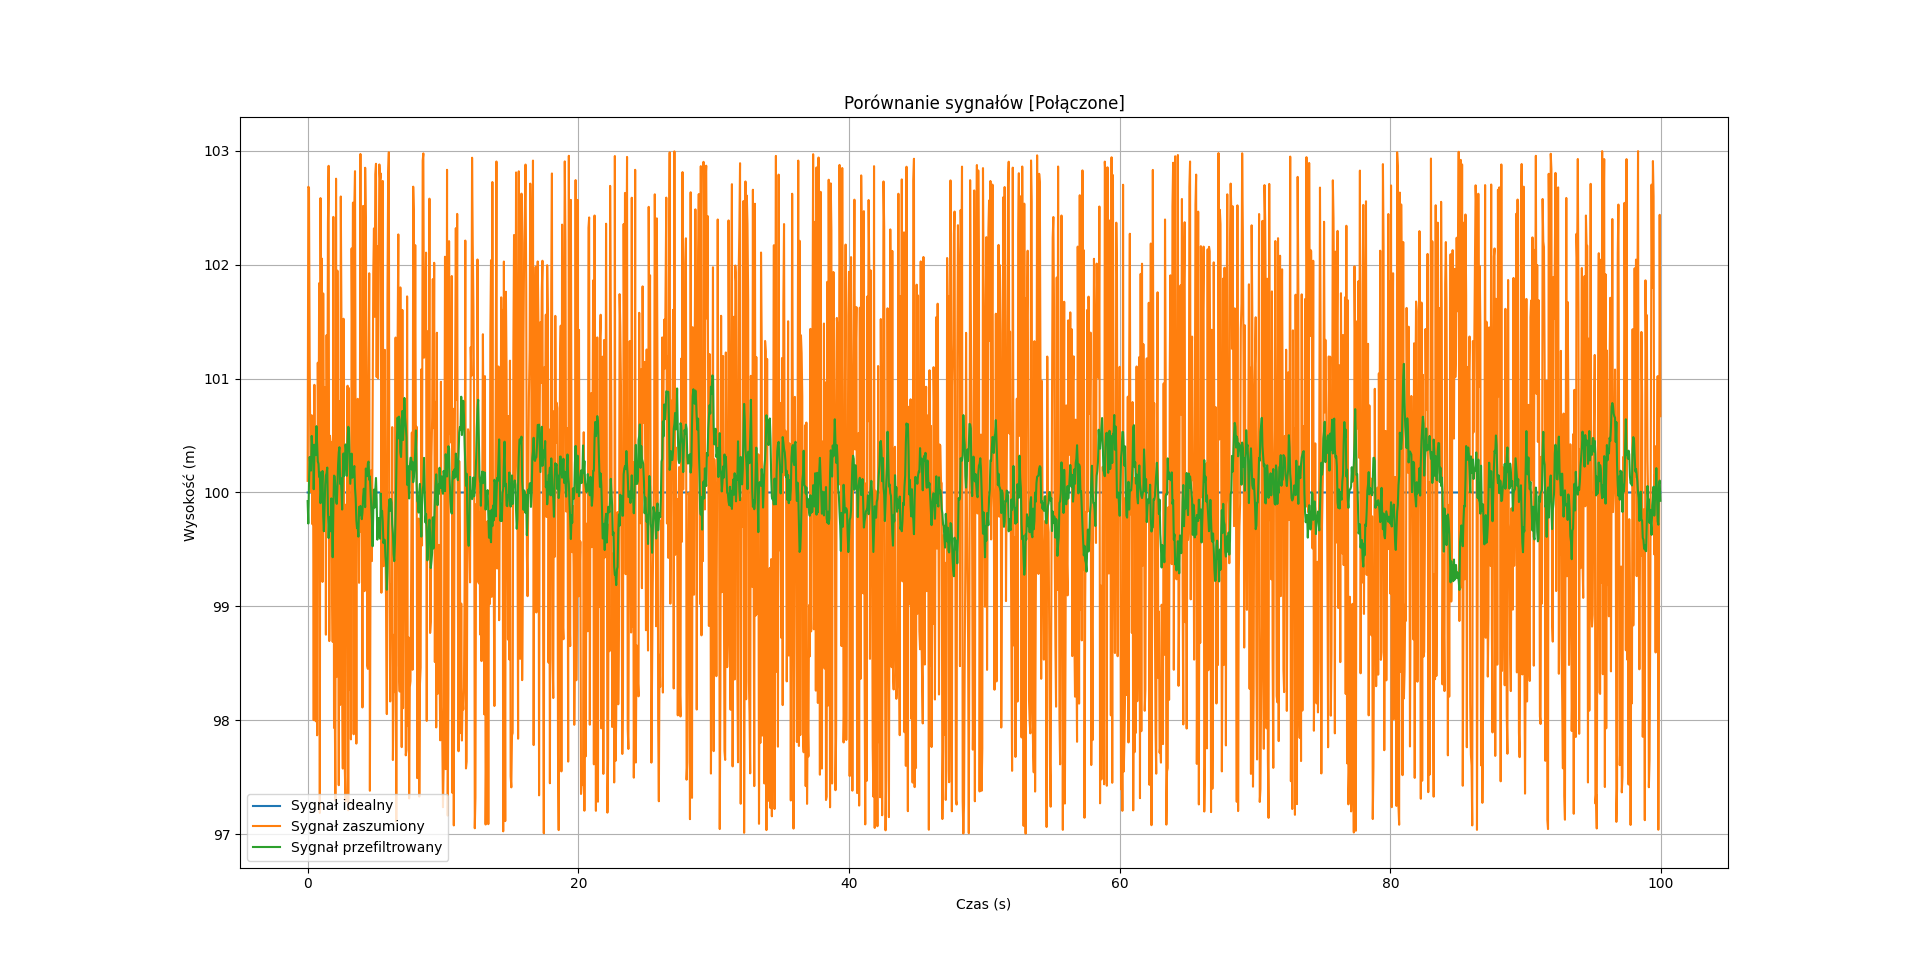 Porównanie sygnałów [Połączone]
103
102
101
100
99
98
97
Wysokość (m)
Sygnał idealny
Sygnał zaszumiony
Sygnał przefiltrowany
0 20 40 60 80 100
Czas (s)